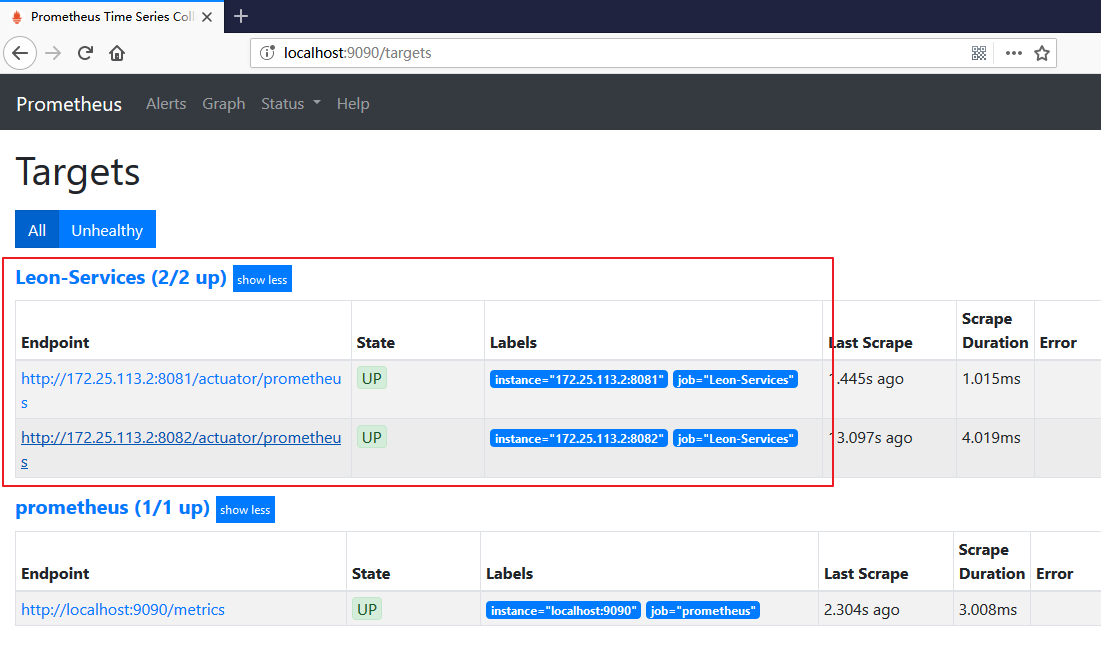 Prometheus Time Series Coll
localhost:9090/targets
Prometheus Alerts Graph Status Help
Targets
All Unhealthy
Leon-Services (2/2 up) show less
Endpoint State Labels Last Scrape Scrape Duration Error
http://172.25.113.2:8081/actuator/prometheu
s
UP instance="172.25.113.2:8081" job="Leon-Services" 1.445s ago 1.015ms
http://172.25.113.2:8082/actuator/prometheu
s
UP instance="172.25.113.2:8082" job="Leon-Services" 13.097s ago 4.019ms
prometheus (1/1 up) show less
Endpoint State Labels Last Scrape Scrape Duration Error
http://localhost:9090/metrics UP instance="localhost:9090" job="prometheus" 2.304s ago 3.008ms